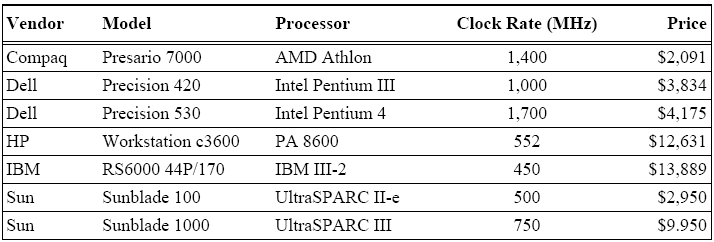 Vendor Model Processor Clock Rate (MHz) Price
Compaq Presario 7000 AMD Athlon 1,400 $2,091
Dell Precision 420 Intel Pentium III 1,000 $3,834
Dell Precision 530 Intel Pentium 4 1,700 $4,175
HP Workstation c3600 PA 8600 552 $12,631
IBM RS6000 44P/170 IBM III-2 450 $13,889
Sun Sunblade 100 UltraSPARC II-e 500 $2,950
Sun Sunblade 1000 UltraSPARC III 750 $9.950